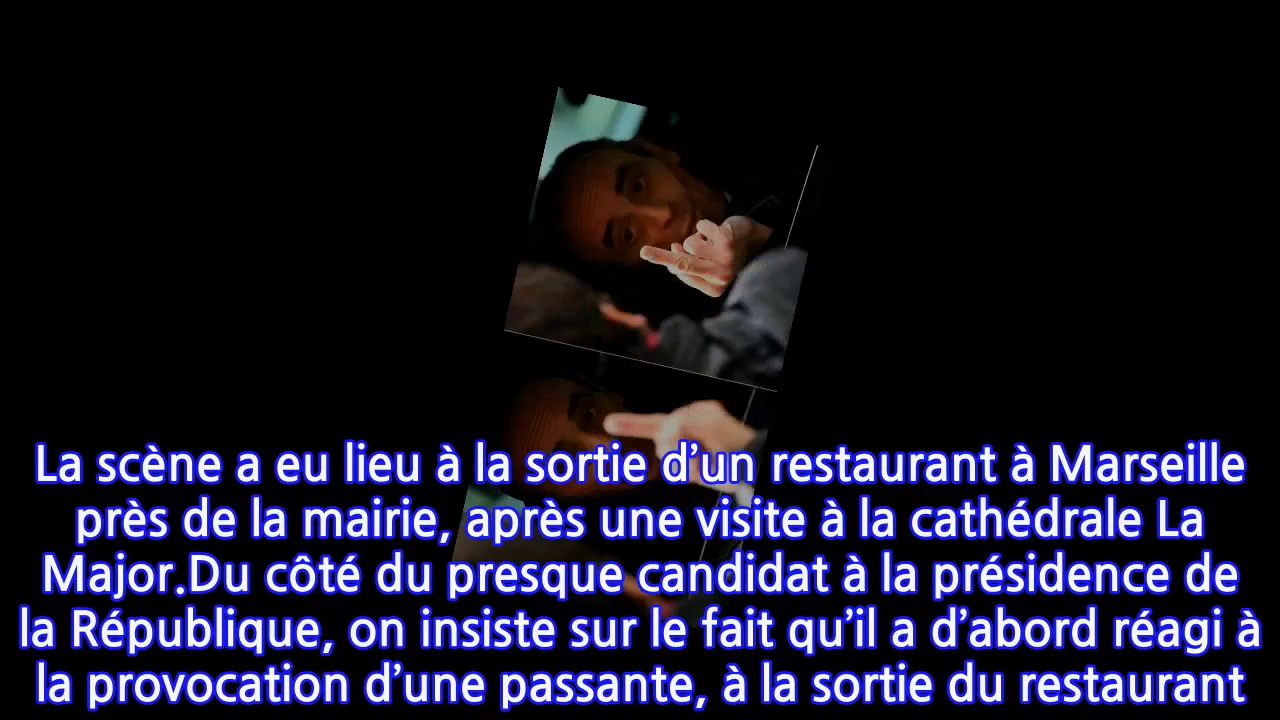 La scène a eu lieu à la sortie d’un restaurant à Marseille
près de la mairie, après une visite à la cathédrale La
Major.Du côté du presque candidat à la présidence de
la République, on insiste sur le fait qu’il a d’abord réagi à
la provocation d’une passante, à la sortie du restaurant